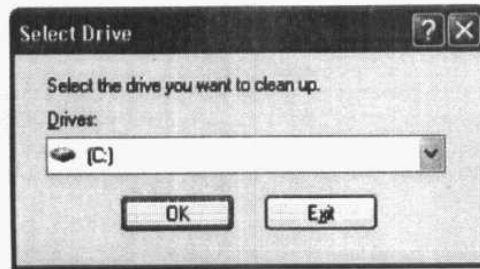 Select Drive
Select the drive you want to clean up.
Drives:
(C:)
OK Exit